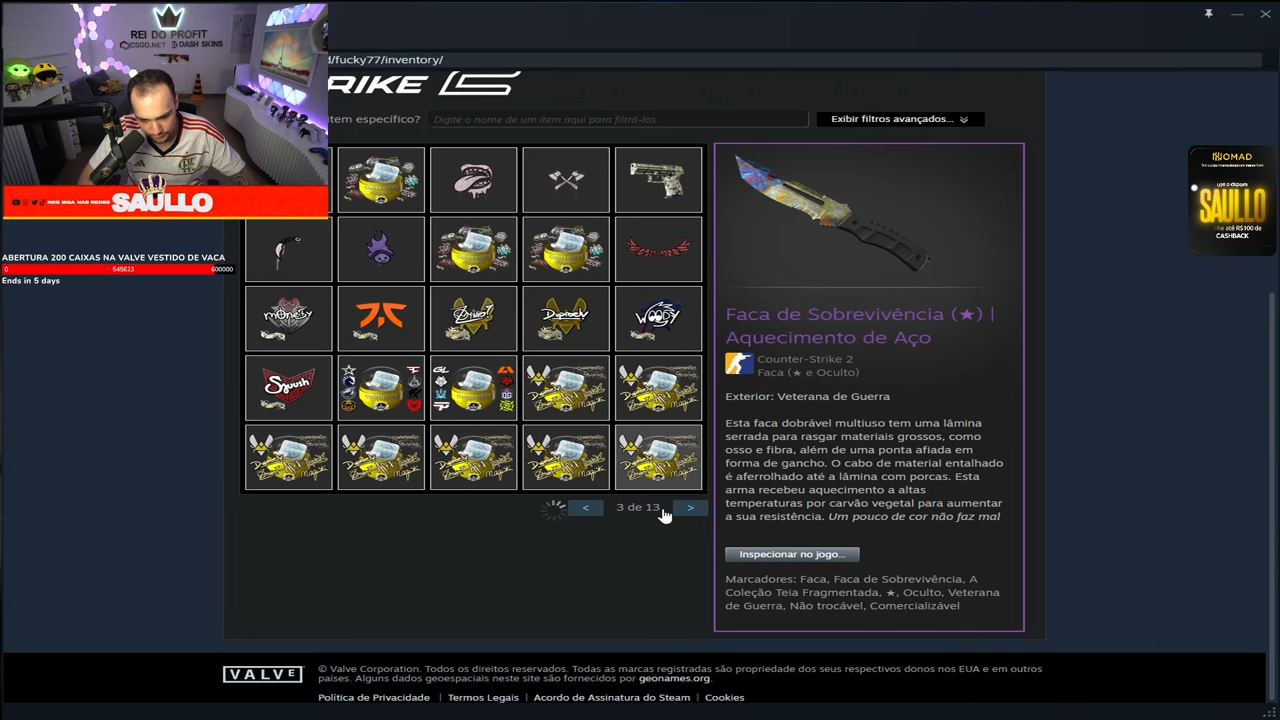 REI DO PROFIT
CSGO.NET DASH SKINS
NOS SIGA NAS REDES SAULLO
ABERTURA 200 CAIXAS NA VALVE VESTIDO DE VACA
0 545623 600000
Ends in 5 days
d/fucky77/inventory/
RIKE
item específico?
Digite o nome de um item aqui para filtrá-los
Exibir filtros avançados...
WOODY
3 de 13
< >
Faca de Sobrevivência (★) |
Aquecimento de Aço
Counter-Strike 2
Faca (★ e Oculto)
Exterior: Veterana de Guerra
Esta faca dobrável multiuso tem uma lâmina
serrada para rasgar materiais grossos, como
osso e fibra, além de uma ponta afiada em
forma de gancho. O cabo de material entalhado
é aferrolhado até a lâmina com porcas. Esta
arma recebeu aquecimento a altas
temperaturas por carvão vegetal para aumentar
a sua resistência. Um pouco de cor não faz mal
Inspecionar no jogo...
Marcadores: Faca, Faca de Sobrevivência, A
Coleção Teia Fragmentada, ★, Oculto, Veterana
de Guerra, Não trocável, Comercializável
NOMAD
SAULLO
CASHBACK
VALVE
© Valve Corporation. Todos os direitos reservados. Todas as marcas registradas são propriedade dos seus respectivos donos nos EUA e em outros
países. Alguns dados geoespaciais neste site são fornecidos por geonames.org.
Política de Privacidade | Termos Legais | Acordo de Assinatura do Steam | Cookies